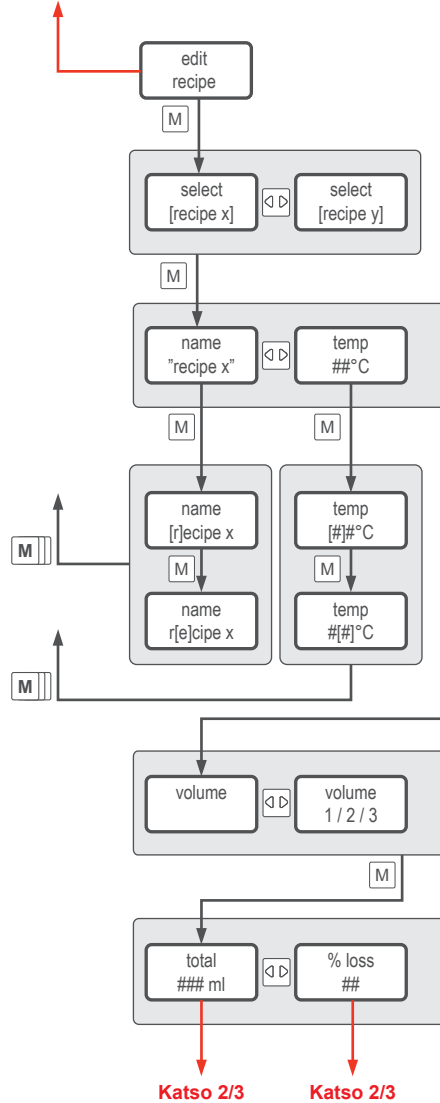 edit
recipe
M
select
[recipe x]
select
[recipe y]
M
name
"recipe x"
temp
##°C
M
M
name
[r]ecipe x
temp
[#]#°C
M
M
M
name
r[e]cipe x
temp
#[#]°C
M
volume
volume
1 / 2 / 3
M
total
### ml
% loss
##
Katso 2/3
Katso 2/3